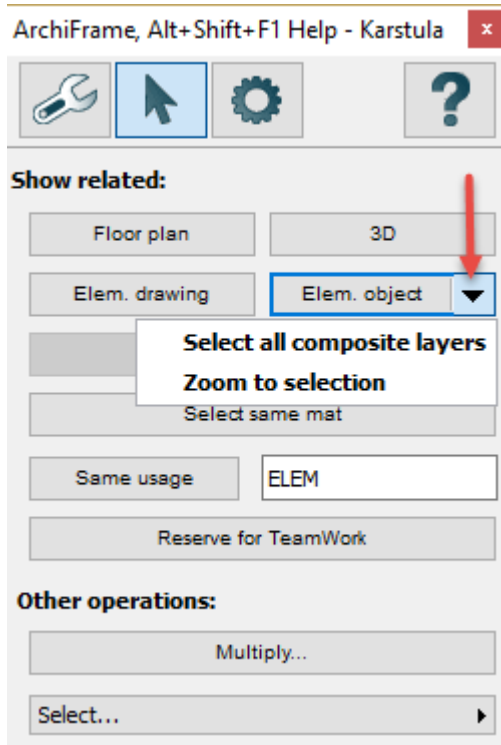 ArchiFrame, Alt+Shift+F1 Help - Karstula
Show related:
Floor plan
3D
Elem. drawing
Elem. object
Select all composite layers
Zoom to selection
Select same mat
Same usage
ELEM
Reserve for TeamWork
Other operations:
Multiply...
Select...